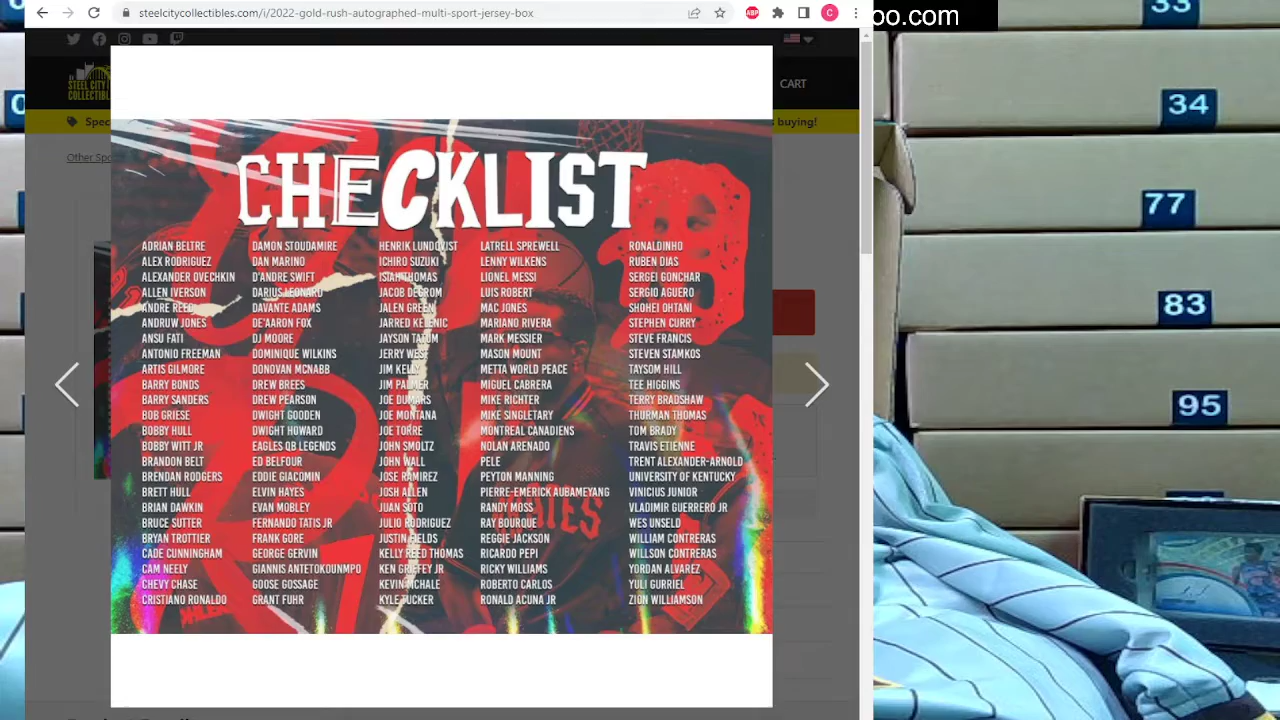 steelcitycollectibles.com/i/2022-gold-rush-autographed-multi-sport-jersey-box
ABP
C
oo.com
STEEL CITY
COLLECTIBLES
CART
Spec
buying!
Other Spo
CHECKLIST
ADRIAN BELTRE
ALEX RODRIGUEZ
ALEXANDER OVECHKIN
ALLEN IVERSON
ANDRE REED
ANDRUW JONES
ANSU FATI
ANTONIO FREEMAN
ARTIS GILMORE
BARRY BONDS
BARRY SANDERS
BOB GRIESE
BOBBY HULL
BOBBY WITT JR
BRANDON BELT
BRENDAN RODGERS
BRETT HULL
BRIAN DAWKIN
BRUCE SUTTER
BRYAN TROTTIER
CADE CUNNINGHAM
CAM NEELY
CHEVY CHASE
CRISTIANO RONALDO
DAMON STOUDAMIRE
DAN MARINO
D'ANDRE SWIFT
DARIUS LEONARD
DAVANTE ADAMS
DE'AARON FOX
DJ MOORE
DOMINIQUE WILKINS
DONOVAN MCNABB
DREW BREES
DREW PEARSON
DWIGHT GOODEN
DWIGHT HOWARD
EAGLES QB LEGENDS
ED BELFOUR
EDDIE GIACOMIN
ELVIN HAYES
EVAN MOBLEY
FERNANDO TATIS JR
FRANK GORE
GEORGE GERVIN
GIANNIS ANTETOKOUNMPO
GOOSE GOSSAGE
GRANT FUHR
HENRIK LUNDQVIST
ICHIRO SUZUKI
ISIAH THOMAS
JACOB DEGROM
JALEN GREEN
JARRED KELENIC
JAYSON TATUM
JERRY WEST
JIM KELLY
JIM PALMER
JOE DUMARS
JOE MONTANA
JOE TORRE
JOHN SMOLTZ
JOHN WALL
JOSE RAMIREZ
JOSH ALLEN
JUAN SOTO
JULIO RODRIGUEZ
JUSTIN FIELDS
KELLY REED THOMAS
KEN GRIFFEY JR
KEVIN MCHALE
KYLE TUCKER
LATRELL SPREWELL
LENNY WILKENS
LIONEL MESSI
LUIS ROBERT
MAC JONES
MARIANO RIVERA
MARK MESSIER
MASON MOUNT
METTA WORLD PEACE
MIGUEL CABRERA
MIKE RICHTER
MIKE SINGLETARY
MONTREAL CANADIENS
NOLAN ARENADO
PELE
PEYTON MANNING
PIERRE-EMERICK AUBAMEYANG
RANDY MOSS
RAY BOURQUE
REGGIE JACKSON
RICARDO PEPI
RICKY WILLIAMS
ROBERTO CARLOS
RONALD ACUNA JR
RONALDINHO
RUBEN DIAS
SERGEI GONCHAR
SERGIO AGUERO
SHOHEI OHTANI
STEPHEN CURRY
STEVE FRANCIS
STEVEN STAMKOS
TAYSOM HILL
TEE HIGGINS
TERRY BRADSHAW
THURMAN THOMAS
TOM BRADY
TRAVIS ETIENNE
TRENT ALEXANDER-ARNOLD
UNIVERSITY OF KENTUCKY
VINICIUS JUNIOR
VLADIMIR GUERRERO JR
WES UNSELD
WILLIAM CONTRERAS
WILLSON CONTRERAS
YORDAN ALVAREZ
YULI GURRIEL
ZION WILLIAMSON
33
34
77
83
95